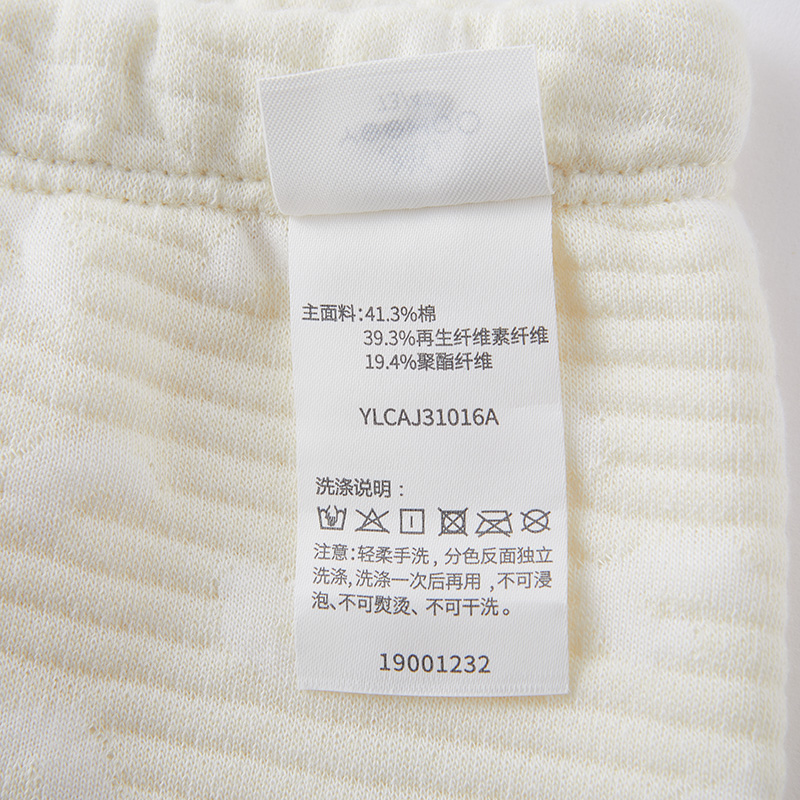 主面料:41.3%棉
39.3%再生纤维素纤维
19.4%聚酯纤维
YLCAJ31016A
洗涤说明:
注意:轻柔手洗, 分色反面独立
洗涤,洗涤一次后再用,不可浸
泡、不可熨烫、不可干洗。
19001232